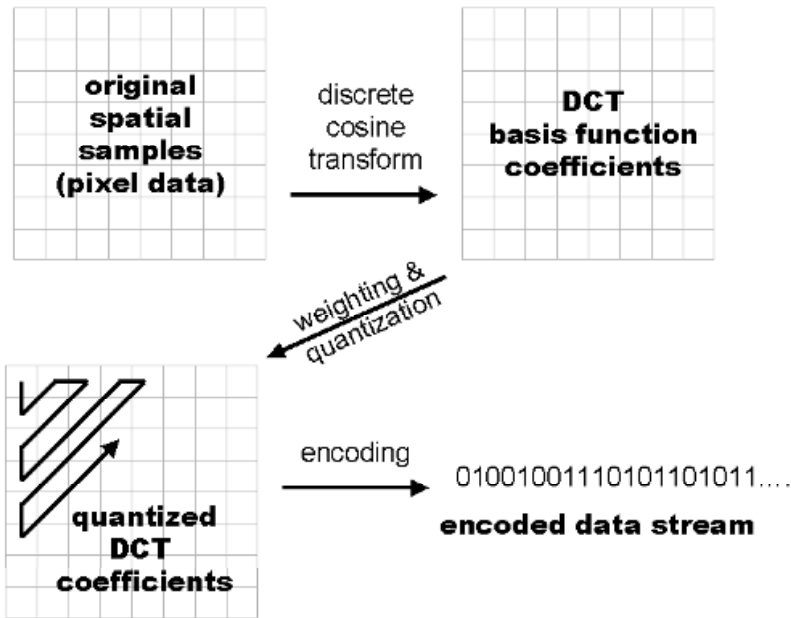 original
spatial
samples
(pixel data)
discrete
cosine
transform
DCT
basis function
coefficients
weighting &
quantization
quantized
DCT
coefficients
encoding
01001001110101101011....
encoded data stream